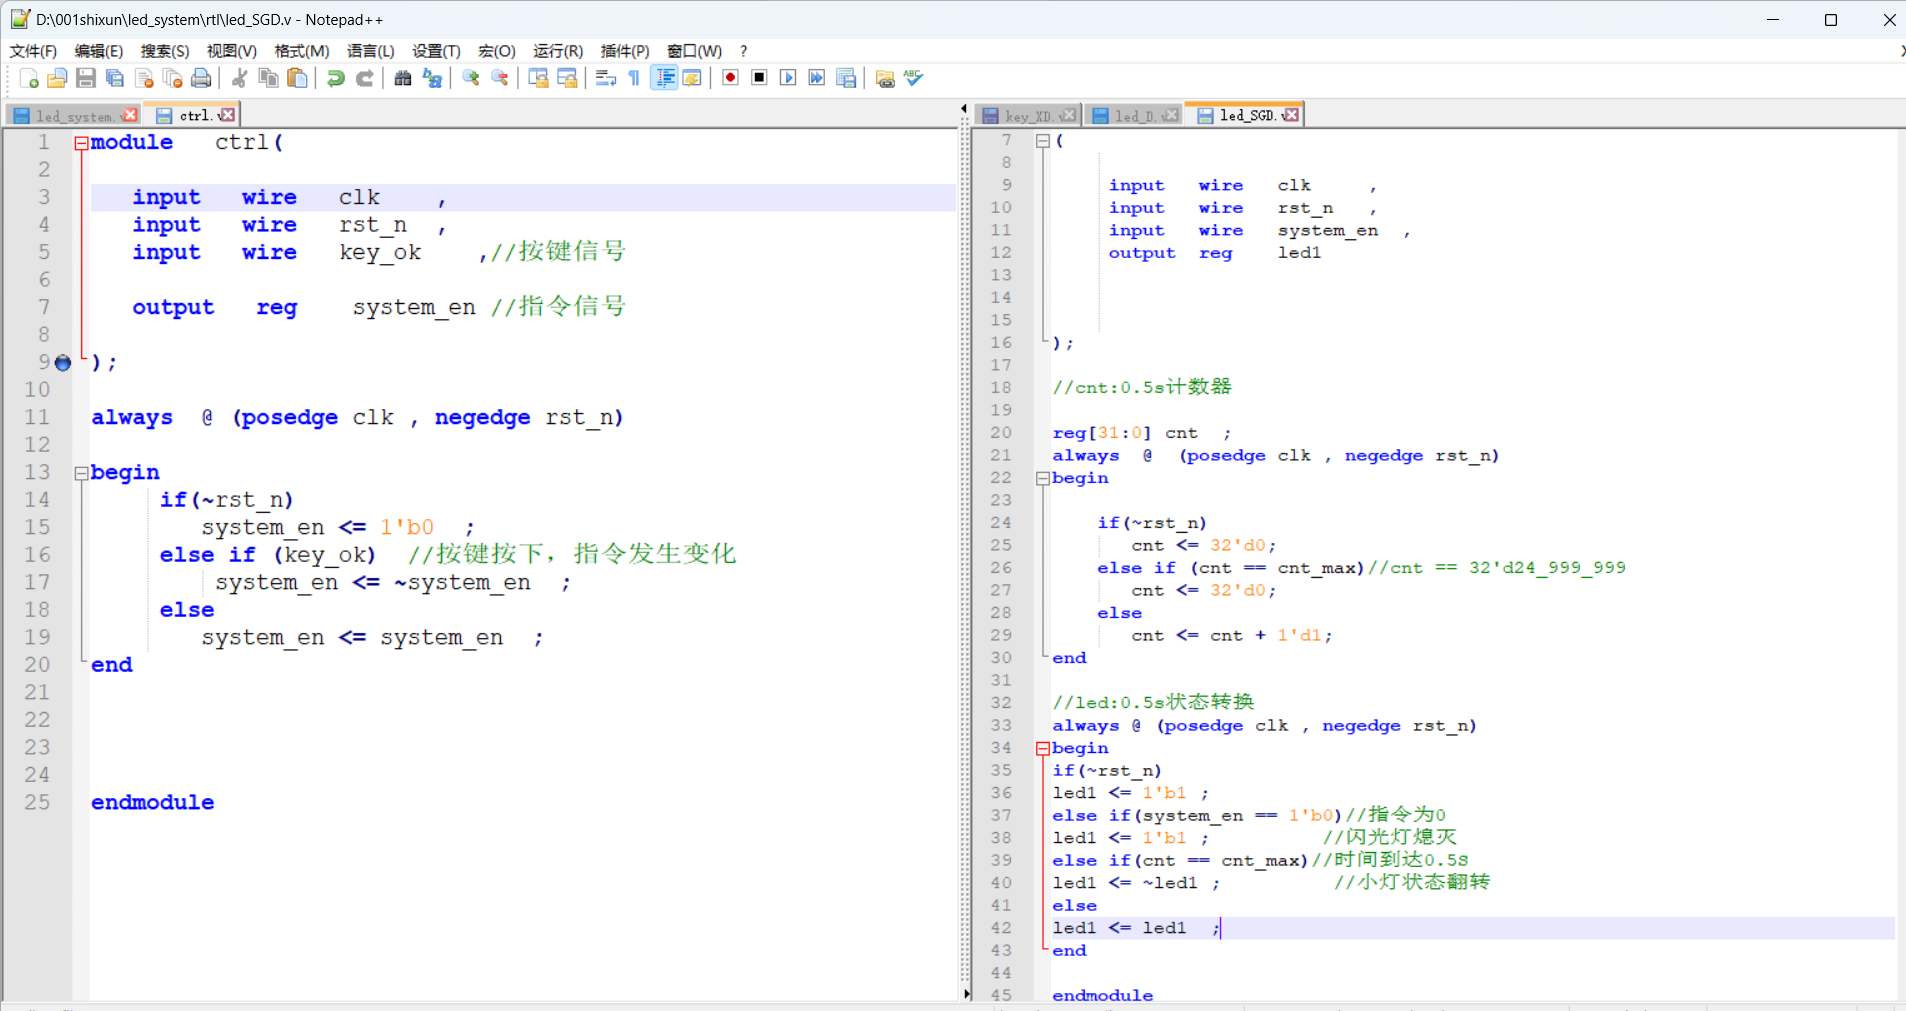 D:\001shixun\led_system\rtl\led_SGD.v - Notepad++
文件(F) 编辑(E) 搜索(S) 视图(V) 格式(M) 语言(L) 设置(T) 宏(O) 运行(R) 插件(P) 窗口(W) ?
led_system.v ctrl.v
1 module ctrl(
2
3 input wire clk ,
4 input wire rst_n ,
5 input wire key_ok ,//按键信号
6
7 output reg system_en //指令信号
8
9 );
10
11 always @ (posedge clk , negedge rst_n)
12
13 begin
14 if(~rst_n)
15 system_en <= 1'b0 ;
16 else if (key_ok) //按键按下，指令发生变化
17 system_en <= ~system_en ;
18 else
19 system_en <= system_en ;
20 end
21
22
23
24
25 endmodule
key_XD.v led_D.v led_SGD.v
7 (
8
9 input wire clk ,
10 input wire rst_n ,
11 input wire system_en ,
12 output reg led1
13
14
15
16 );
17
18 //cnt:0.5s计数器
19
20 reg[31:0] cnt ;
21 always @ (posedge clk , negedge rst_n)
22 begin
23
24 if(~rst_n)
25 cnt <= 32'd0;
26 else if (cnt == cnt_max)//cnt == 32'd24_999_999
27 cnt <= 32'd0;
28 else
29 cnt <= cnt + 1'd1;
30 end
31
32 //led:0.5s状态转换
33 always @ (posedge clk , negedge rst_n)
34 begin
35 if(~rst_n)
36 led1 <= 1'b1 ;
37 else if(system_en == 1'b0)//指令为0
38 led1 <= 1'b1 ; //闪光灯熄灭
39 else if(cnt == cnt_max)//时间到达0.5S
40 led1 <= ~led1 ; //小灯状态翻转
41 else
42 led1 <= led1 ;
43 end
44
45 endmodule